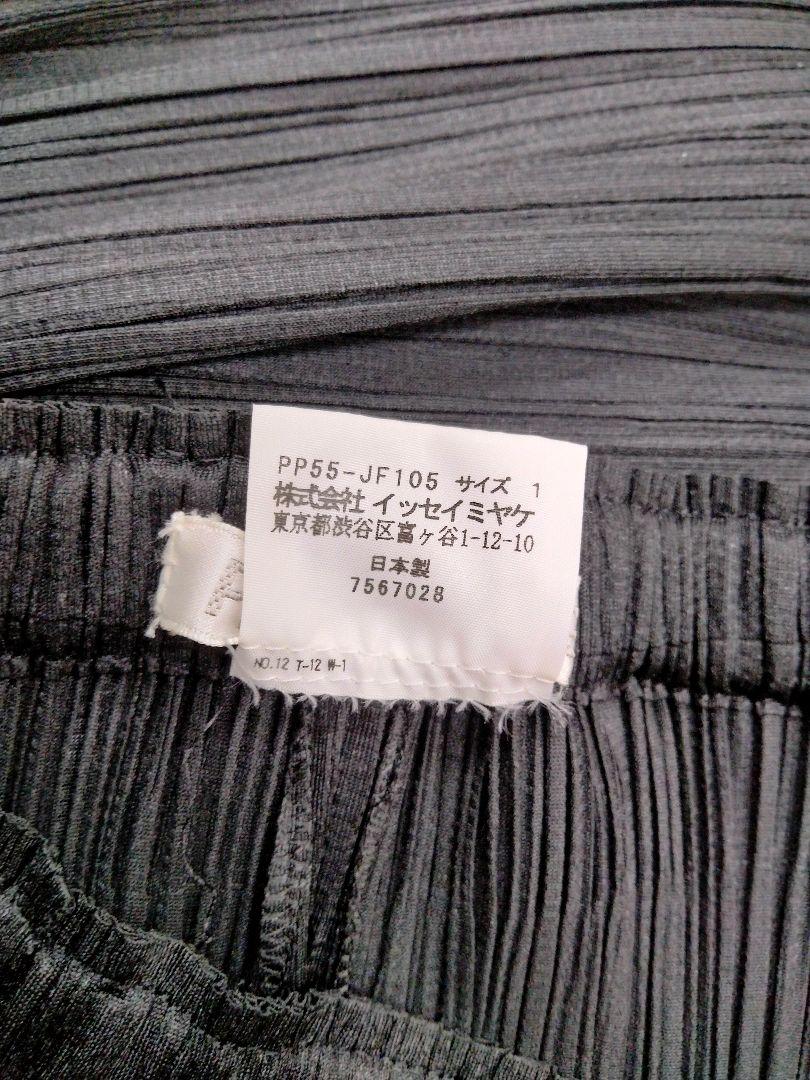 PP55-JF105 サイズ 1
株式会社 イッセイミヤケ
東京都渋谷区富ヶ谷1-12-10
日本製
7567028
NO.12 T-12 W-1